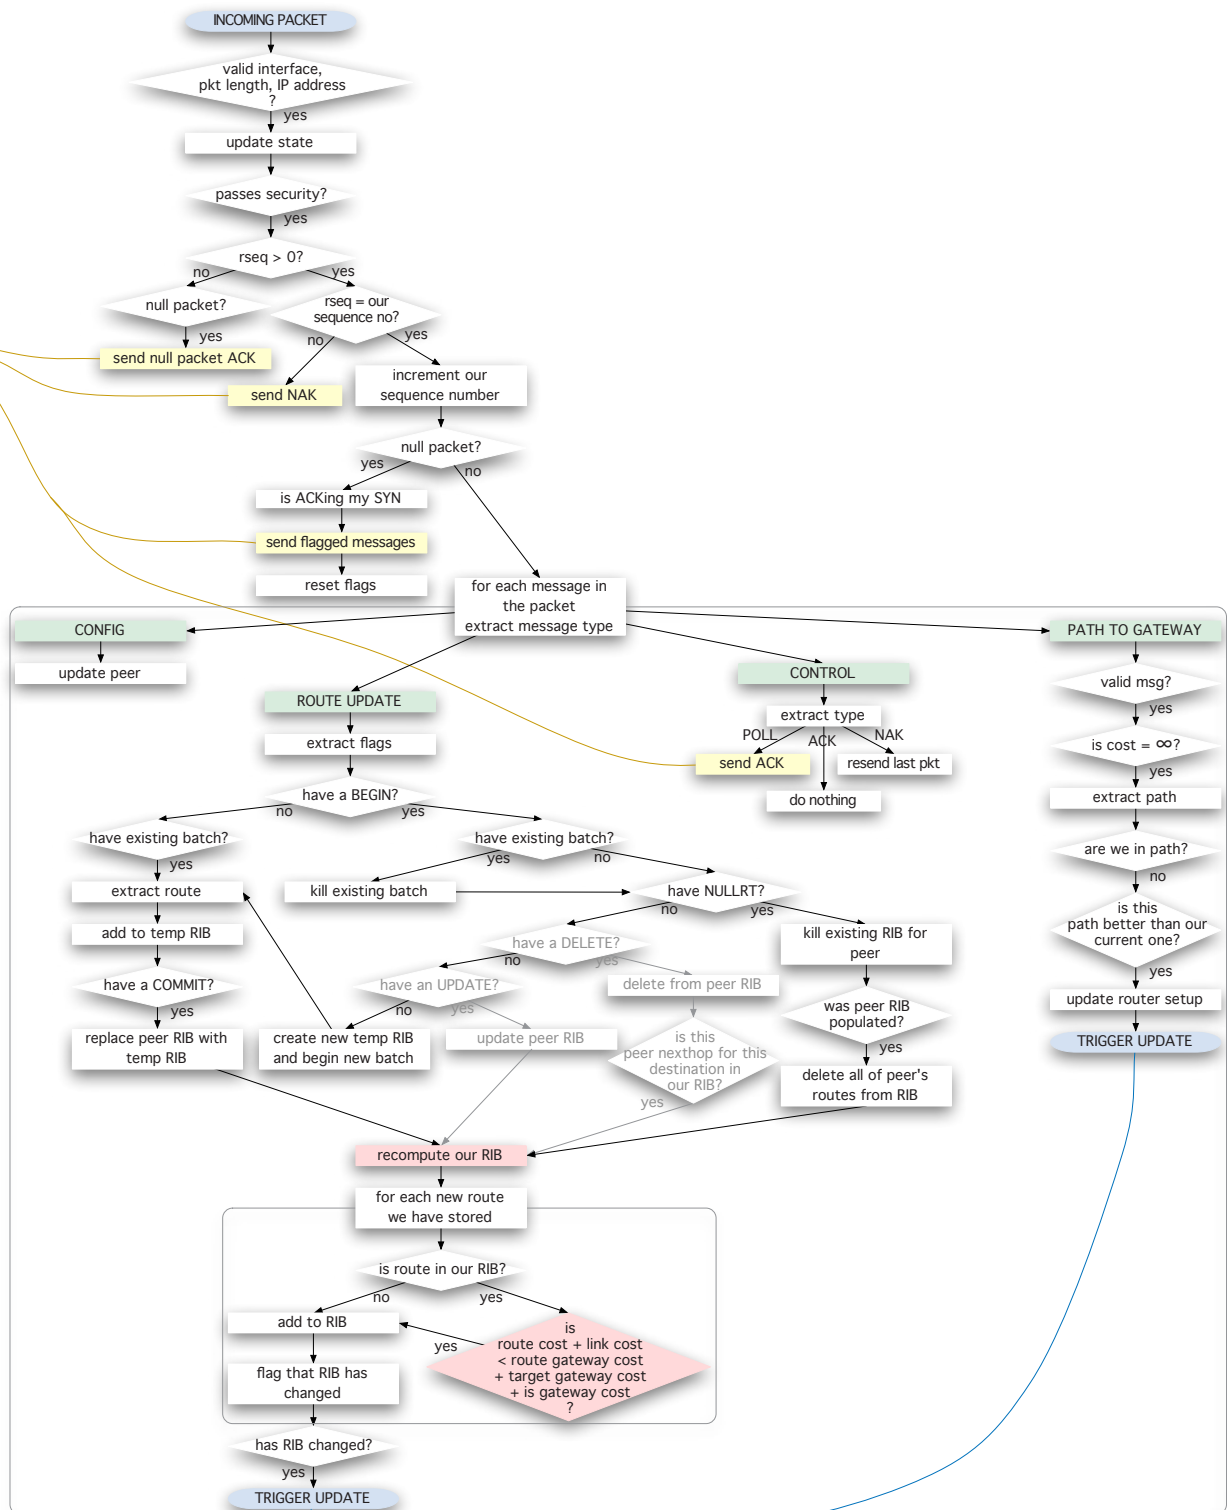 INCOMING PACKET
valid interface,
pkt length, IP address
?
yes
update state
passes security?
yes
rseq > 0?
no
yes
null packet?
rseq = our
sequence no?
yes
no
yes
send null packet ACK
increment our
sequence number
send NAK
null packet?
yes
no
is ACKing my SYN
send flagged messages
reset flags
for each message in
the packet
extract message type
CONFIG
update peer
PATH TO GATEWAY
valid msg?
yes
is cost = ∞?
yes
extract path
are we in path?
no
is this
path better than our
current one?
yes
update router setup
TRIGGER UPDATE
CONTROL
extract type
POLL
ACK
NAK
send ACK
resend last pkt
do nothing
ROUTE UPDATE
extract flags
have a BEGIN?
no
yes
have existing batch?
yes
extract route
add to temp RIB
have a COMMIT?
yes
replace peer RIB with
temp RIB
have existing batch?
yes
no
kill existing batch
have NULLRT?
no
yes
have a DELETE?
no
yes
kill existing RIB for
peer
have an UPDATE?
no
yes
delete from peer RIB
was peer RIB
populated?
yes
create new temp RIB
and begin new batch
update peer RIB
is this
peer nexthop for this
destination in
our RIB?
yes
delete all of peer's
routes from RIB
recompute our RIB
for each new route
we have stored
is route in our RIB?
no
yes
add to RIB
yes
is
route cost + link cost
< route gateway cost
+ target gateway cost
+ is gateway cost
?
flag that RIB has
changed
has RIB changed?
yes
TRIGGER UPDATE